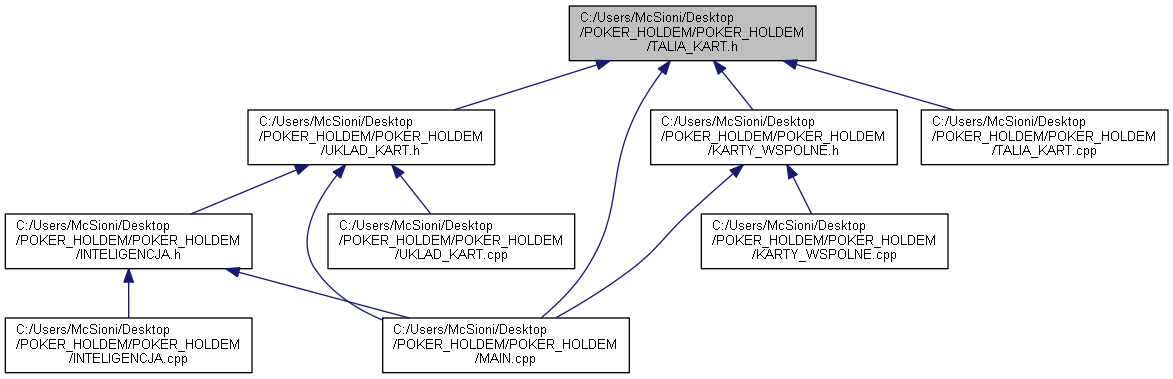 C:/Users/McSioni/Desktop
/POKER_HOLDEM/POKER_HOLDEM
/TALIA_KART.h
C:/Users/McSioni/Desktop
/POKER_HOLDEM/POKER_HOLDEM
/UKLAD_KART.h
C:/Users/McSioni/Desktop
/POKER_HOLDEM/POKER_HOLDEM
/KARTY_WSPOLNE.h
C:/Users/McSioni/Desktop
/POKER_HOLDEM/POKER_HOLDEM
/TALIA_KART.cpp
C:/Users/McSioni/Desktop
/POKER_HOLDEM/POKER_HOLDEM
/INTELIGENCJA.h
C:/Users/McSioni/Desktop
/POKER_HOLDEM/POKER_HOLDEM
/UKLAD_KART.cpp
C:/Users/McSioni/Desktop
/POKER_HOLDEM/POKER_HOLDEM
/KARTY_WSPOLNE.cpp
C:/Users/McSioni/Desktop
/POKER_HOLDEM/POKER_HOLDEM
/INTELIGENCJA.cpp
C:/Users/McSioni/Desktop
/POKER_HOLDEM/POKER_HOLDEM
/MAIN.cpp